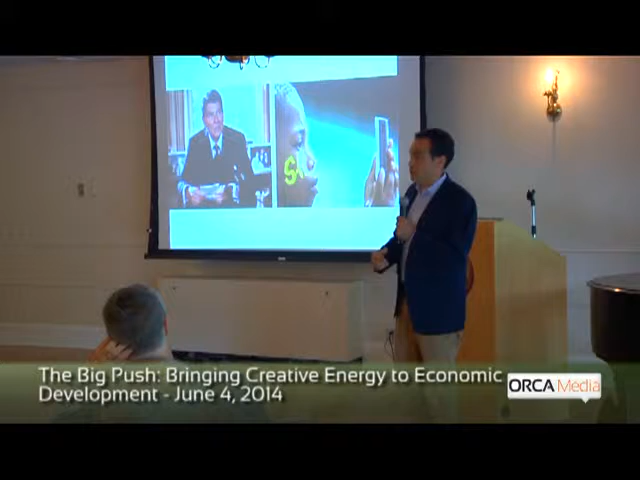 The Big Push: Bringing Creative Energy to Economic
Development - June 4, 2014
ORCA Media